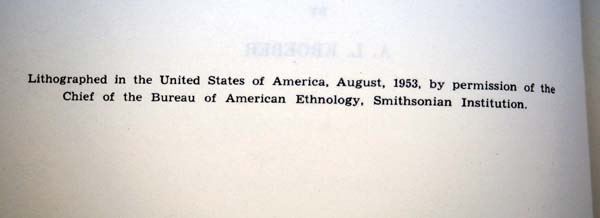 Lithographed in the United States of America, August, 1953, by permission of the
Chief of the Bureau of American Ethnology, Smithsonian Institution.